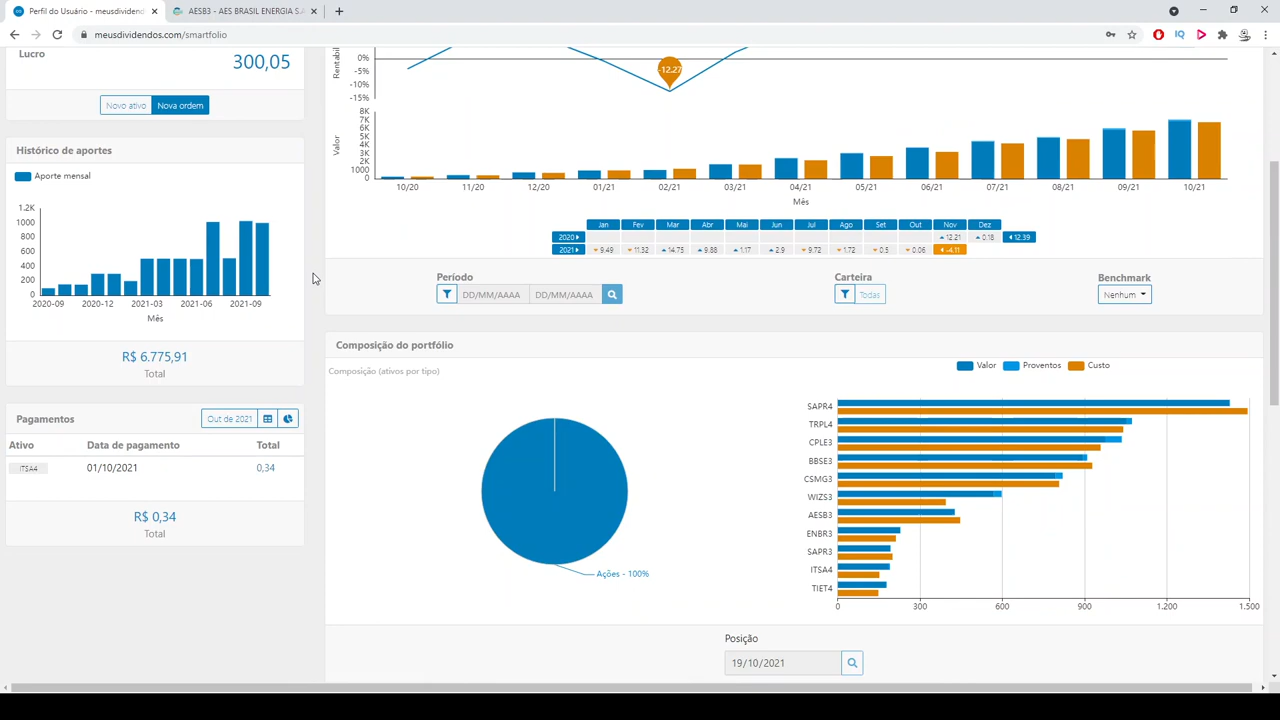 Perfil do Usuário - meusdividendo
AESB3 - AES BRASIL ENERGIA S.A
meusdividendos.com/smartfolio
IQ
Lucro
300,05
Novo ativo
Nova ordem
Histórico de aportes
Aporte mensal
1.2K
1000
800
600
400
200
0
2020-09 2020-12 2021-03 2021-06 2021-09
Mês
R$ 6.775,91
Total
Pagamentos
Out de 2021
Ativo Data de pagamento Total
ITSA4 01/10/2021 0,34
R$ 0,34
Total
Rentabil
0%
-5%
-10%
-15%
-12.27
Valor
8K
7K
6K
5K
4K
3K
2K
1000
0
10/20 11/20 12/20 01/21 02/21 03/21 04/21 05/21 06/21 07/21 08/21 09/21 10/21
Mês
Jan Fev Mar Abr Mai Jun Jul Ago Set Out Nov Dez
2020 12.21 0.18 12.39
2021 9.49 11.32 14.75 9.88 1.17 2.9 9.72 1.72 0.5 0.06 -4.11
Período
DD/MM/AAAA DD/MM/AAAA
Carteira
Todas
Benchmark
Nenhum
Composição do portfólio
Composição (ativos por tipo)
Ações - 100%
Valor Proventos Custo
SAPR4
TRPL4
CPLE3
BBSE3
CSMG3
WIZS3
AESB3
ENBR3
SAPR3
ITSA4
TIET4
0 300 600 900 1.200 1.500
Posição
19/10/2021